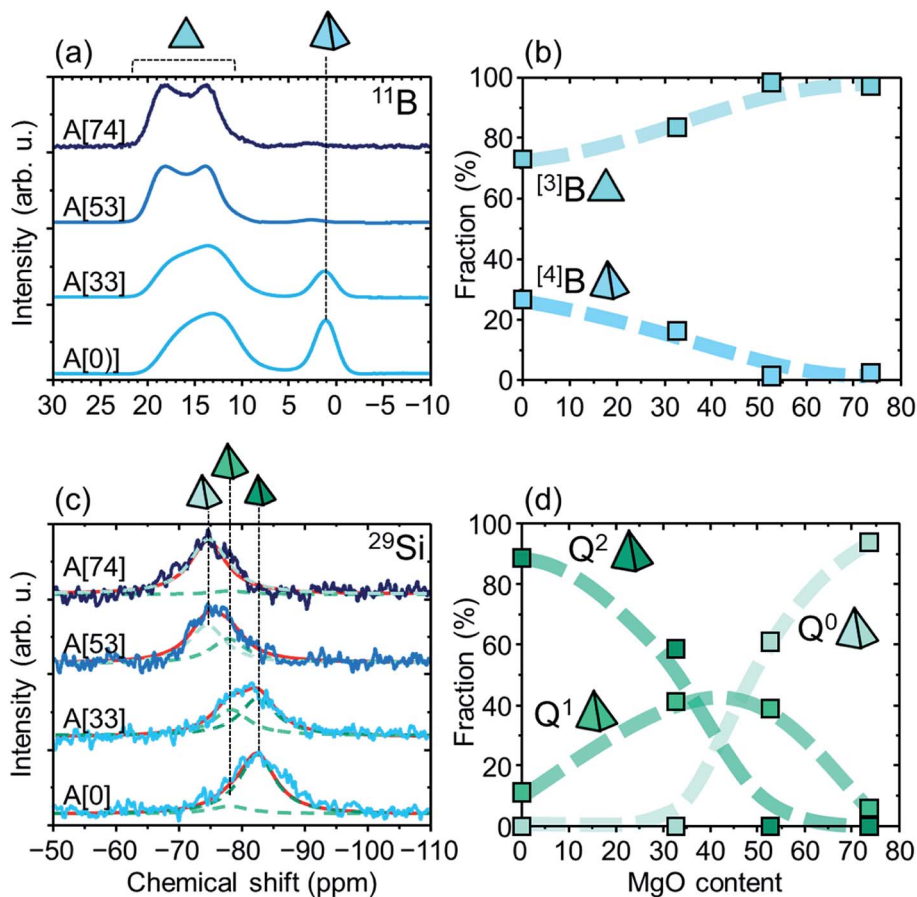 (a)
¹¹B
A[74]
A[53]
A[33]
A[0)]
Intensity (arb. u.)
30 25 20 15 10 5 0 −5 −10
(b)
100
80
60
40
20
0
Fraction (%)
[3]B
[4]B
0 10 20 30 40 50 60 70 80
(c)
²⁹Si
A[74]
A[53]
A[33]
A[0]
Intensity (arb. u.)
−50 −60 −70 −80 −90 −100 −110
Chemical shift (ppm)
(d)
100
80
60
40
20
0
Fraction (%)
Q²
Q⁰
Q¹
0 10 20 30 40 50 60 70 80
MgO content